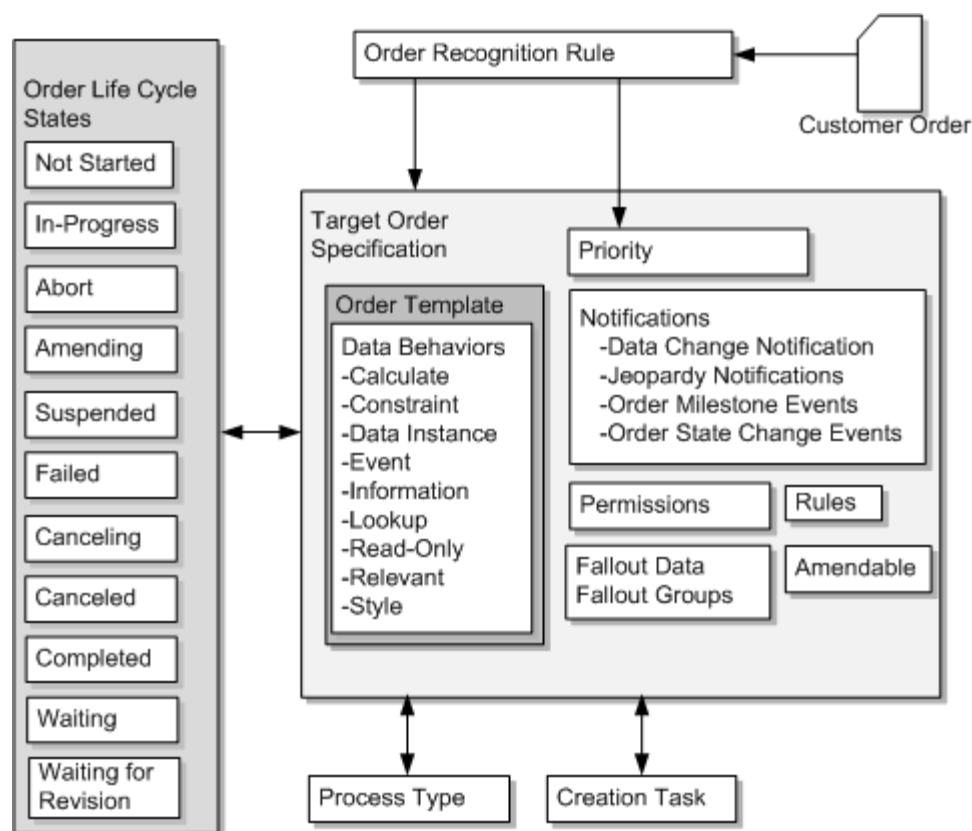 Order Life Cycle
States
Not Started
In-Progress
Abort
Amending
Suspended
Failed
Canceling
Canceled
Completed
Waiting
Waiting for
Revision
Order Recognition Rule
Customer Order
Target Order
Specification
Order Template
Data Behaviors
-Calculate
-Constraint
-Data Instance
-Event
-Information
-Lookup
-Read-Only
-Relevant
-Style
Priority
Notifications
-Data Change Notification
-Jeopardy Notifications
-Order Milestone Events
-Order State Change Events
Permissions
Rules
Fallout Data
Fallout Groups
Amendable
Process Type
Creation Task